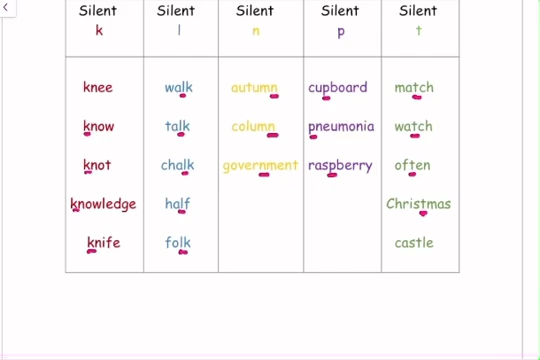 Silent Silent Silent Silent Silent
k l n p t
knee walk autumn cupboard match
know talk column pneumonia watch
knot chalk government raspberry often
knowledge half Christmas
knife folk castle